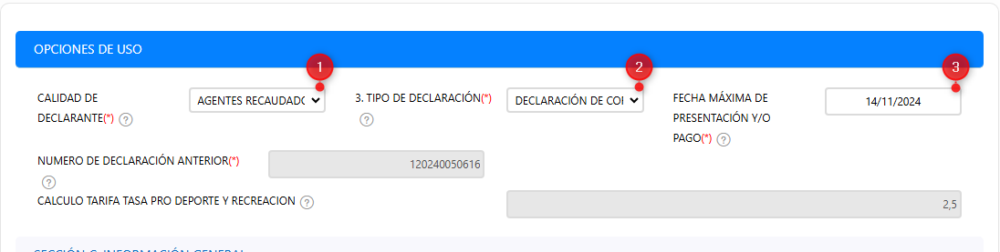 OPCIONES DE USO
1
2
3
CALIDAD DE
DECLARANTE(*) ?
AGENTES RECAUDADO
3. TIPO DE DECLARACIÓN(*)
?
DECLARACIÓN DE COR
FECHA MÁXIMA DE
PRESENTACIÓN Y/O
PAGO(*) ?
14/11/2024
NUMERO DE DECLARACIÓN ANTERIOR(*)
?
120240050616
CALCULO TARIFA TASA PRO DEPORTE Y RECREACION ?
2,5
SECCIÓN C. INFORMACIÓN GENERAL